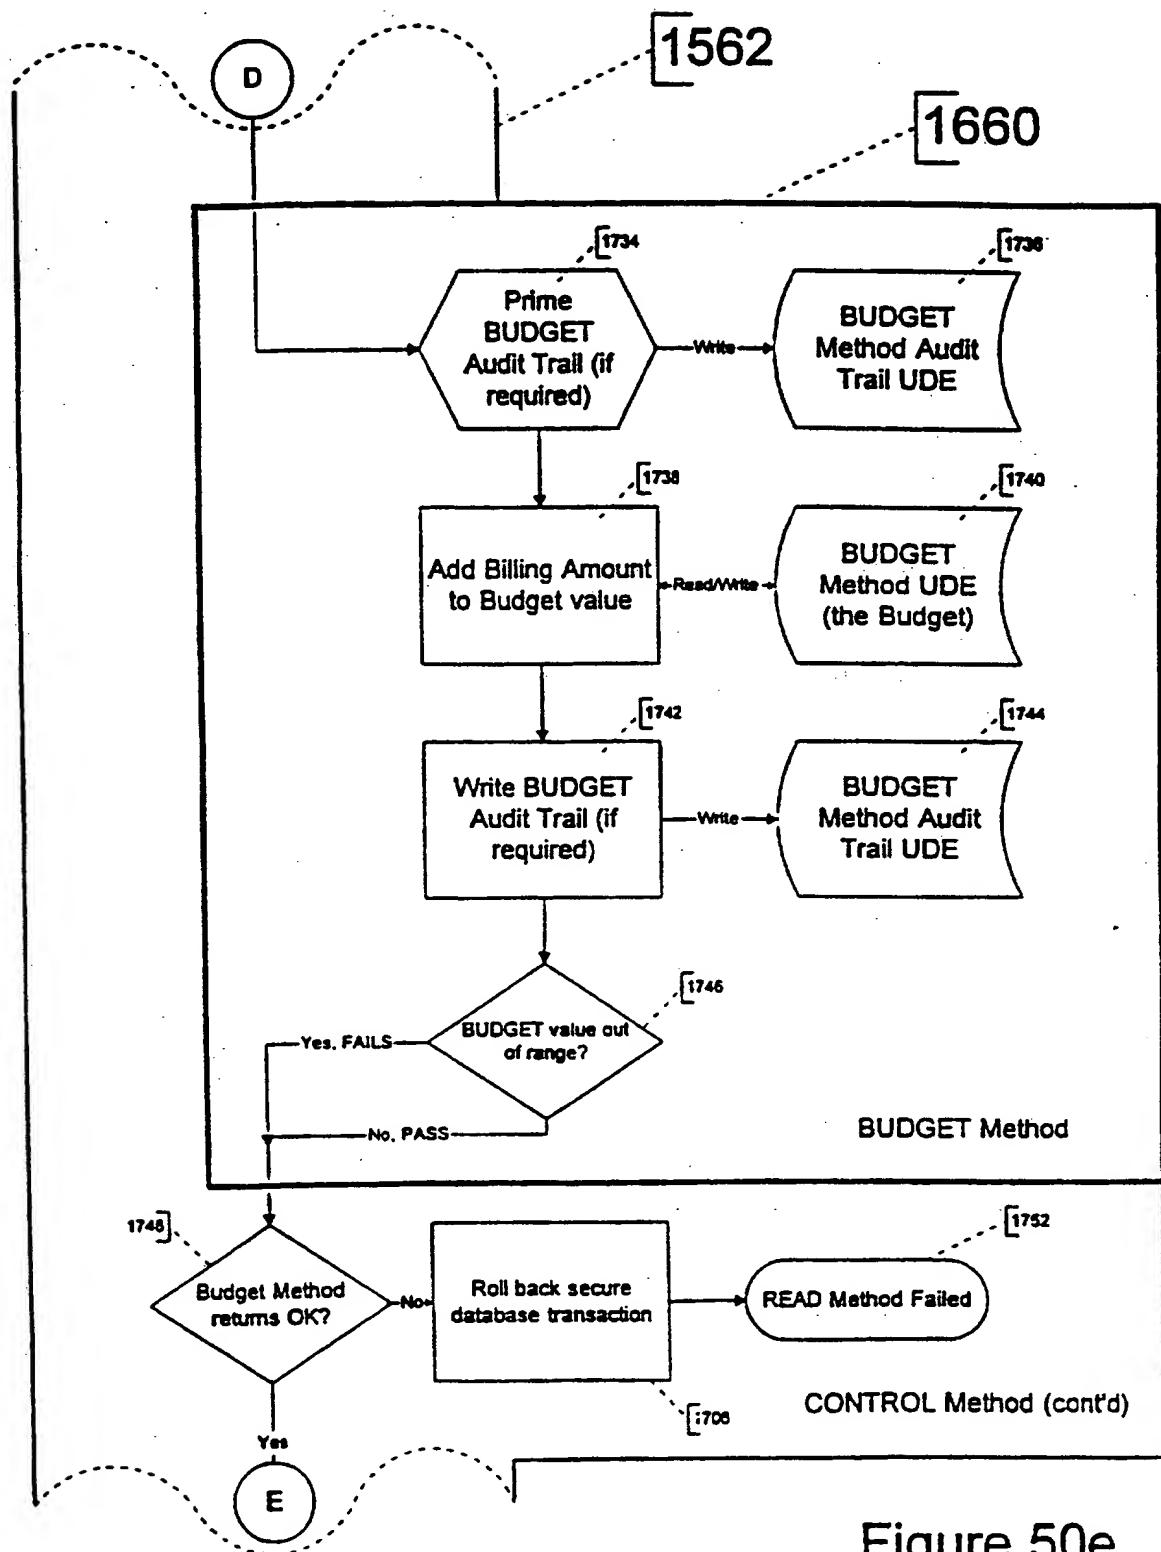 1562
D
1660
1734
1736
Prime
BUDGET
Audit Trail (if
required)
Write
BUDGET
Method Audit
Trail UDE
1738
1740
Add Billing Amount
to Budget value
Read/Write
BUDGET
Method UDE
(the Budget)
1742
1744
Write BUDGET
Audit Trail (if
required)
Write
BUDGET
Method Audit
Trail UDE
1746
BUDGET value out
of range?
Yes, FAILS
No, PASS
BUDGET Method
1748
1752
Budget Method
returns OK?
No
Roll back secure
database transaction
READ Method Failed
1706
CONTROL Method (cont'd)
Yes
E
Figure 50e